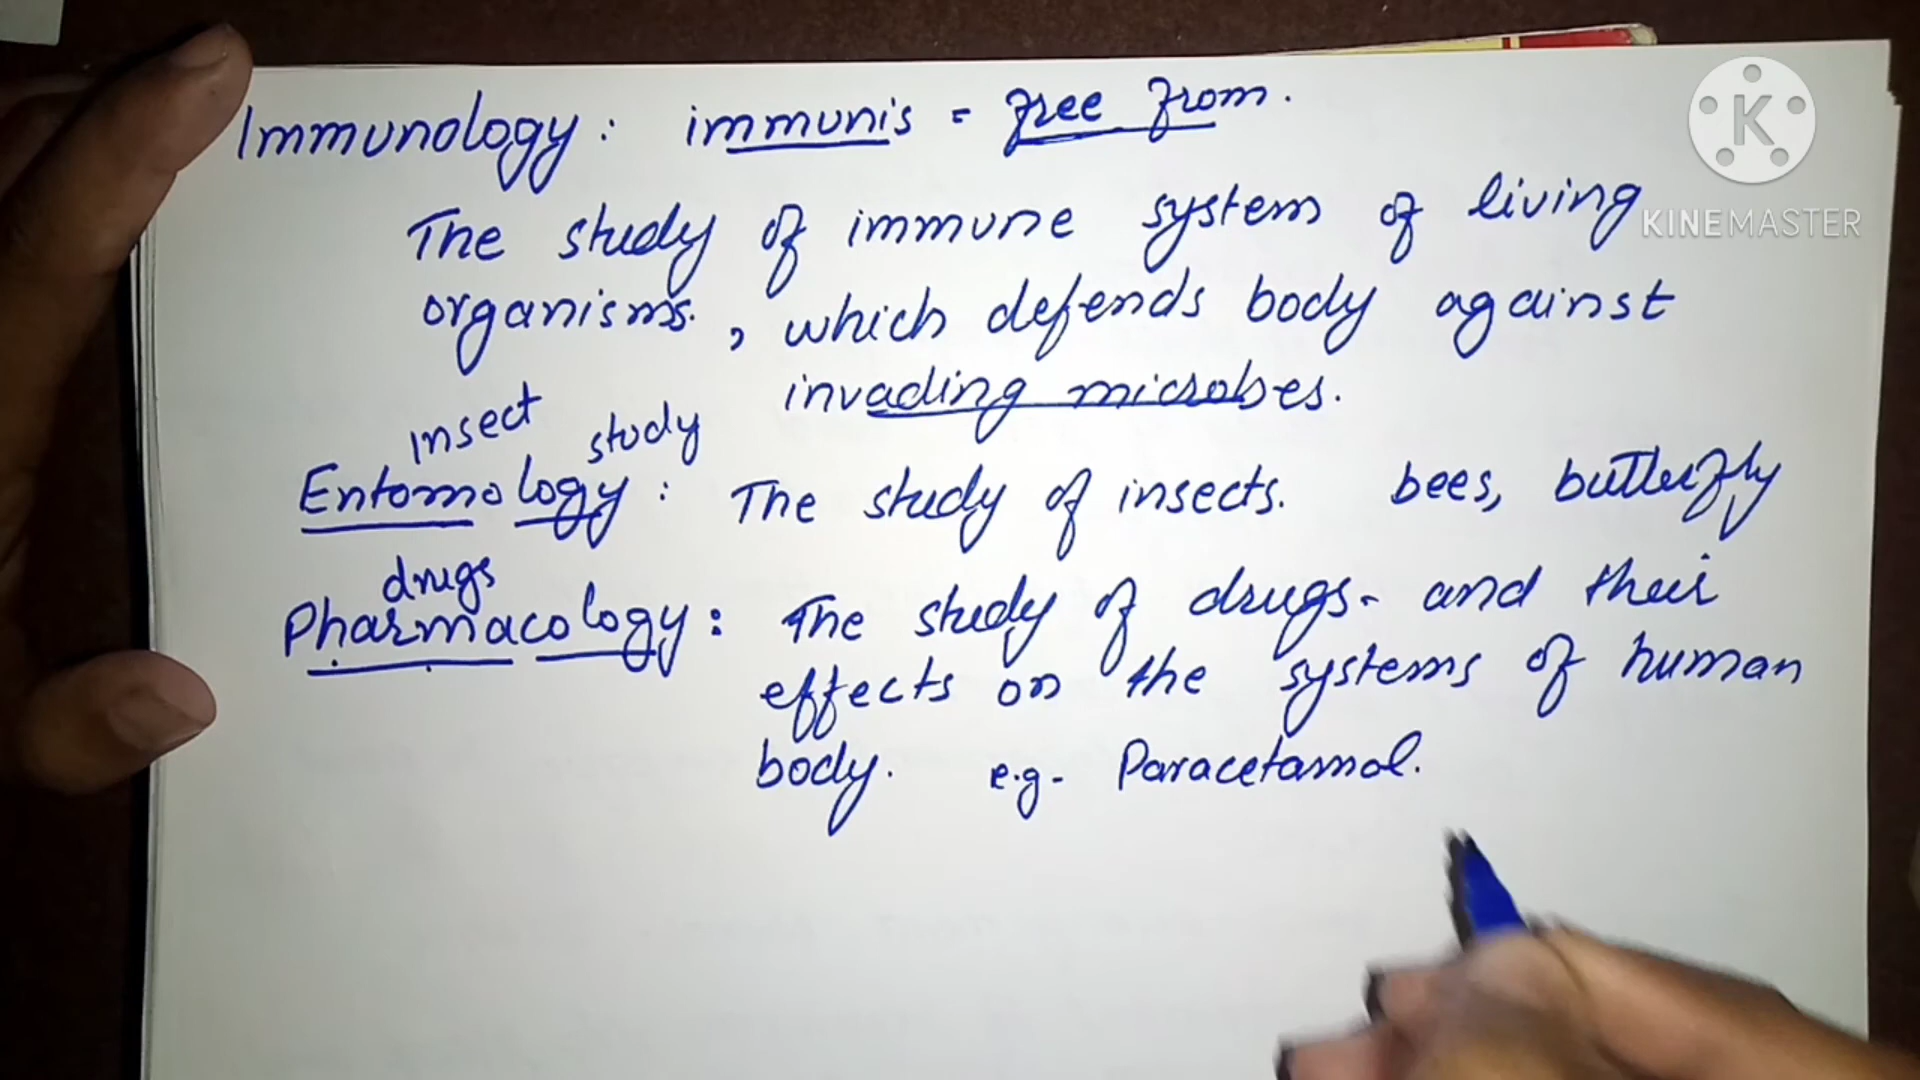 Immunology: immunis = free from.
The study of immune system of living
organisms. , which defends body against
invading microbes.
insect study
Entomology: The study of insects. bees, butterfly
drugs
Pharmacology: The study of drugs- and their
effects on the systems of human
body. e.g- Paracetamol.
K
KINEMASTER